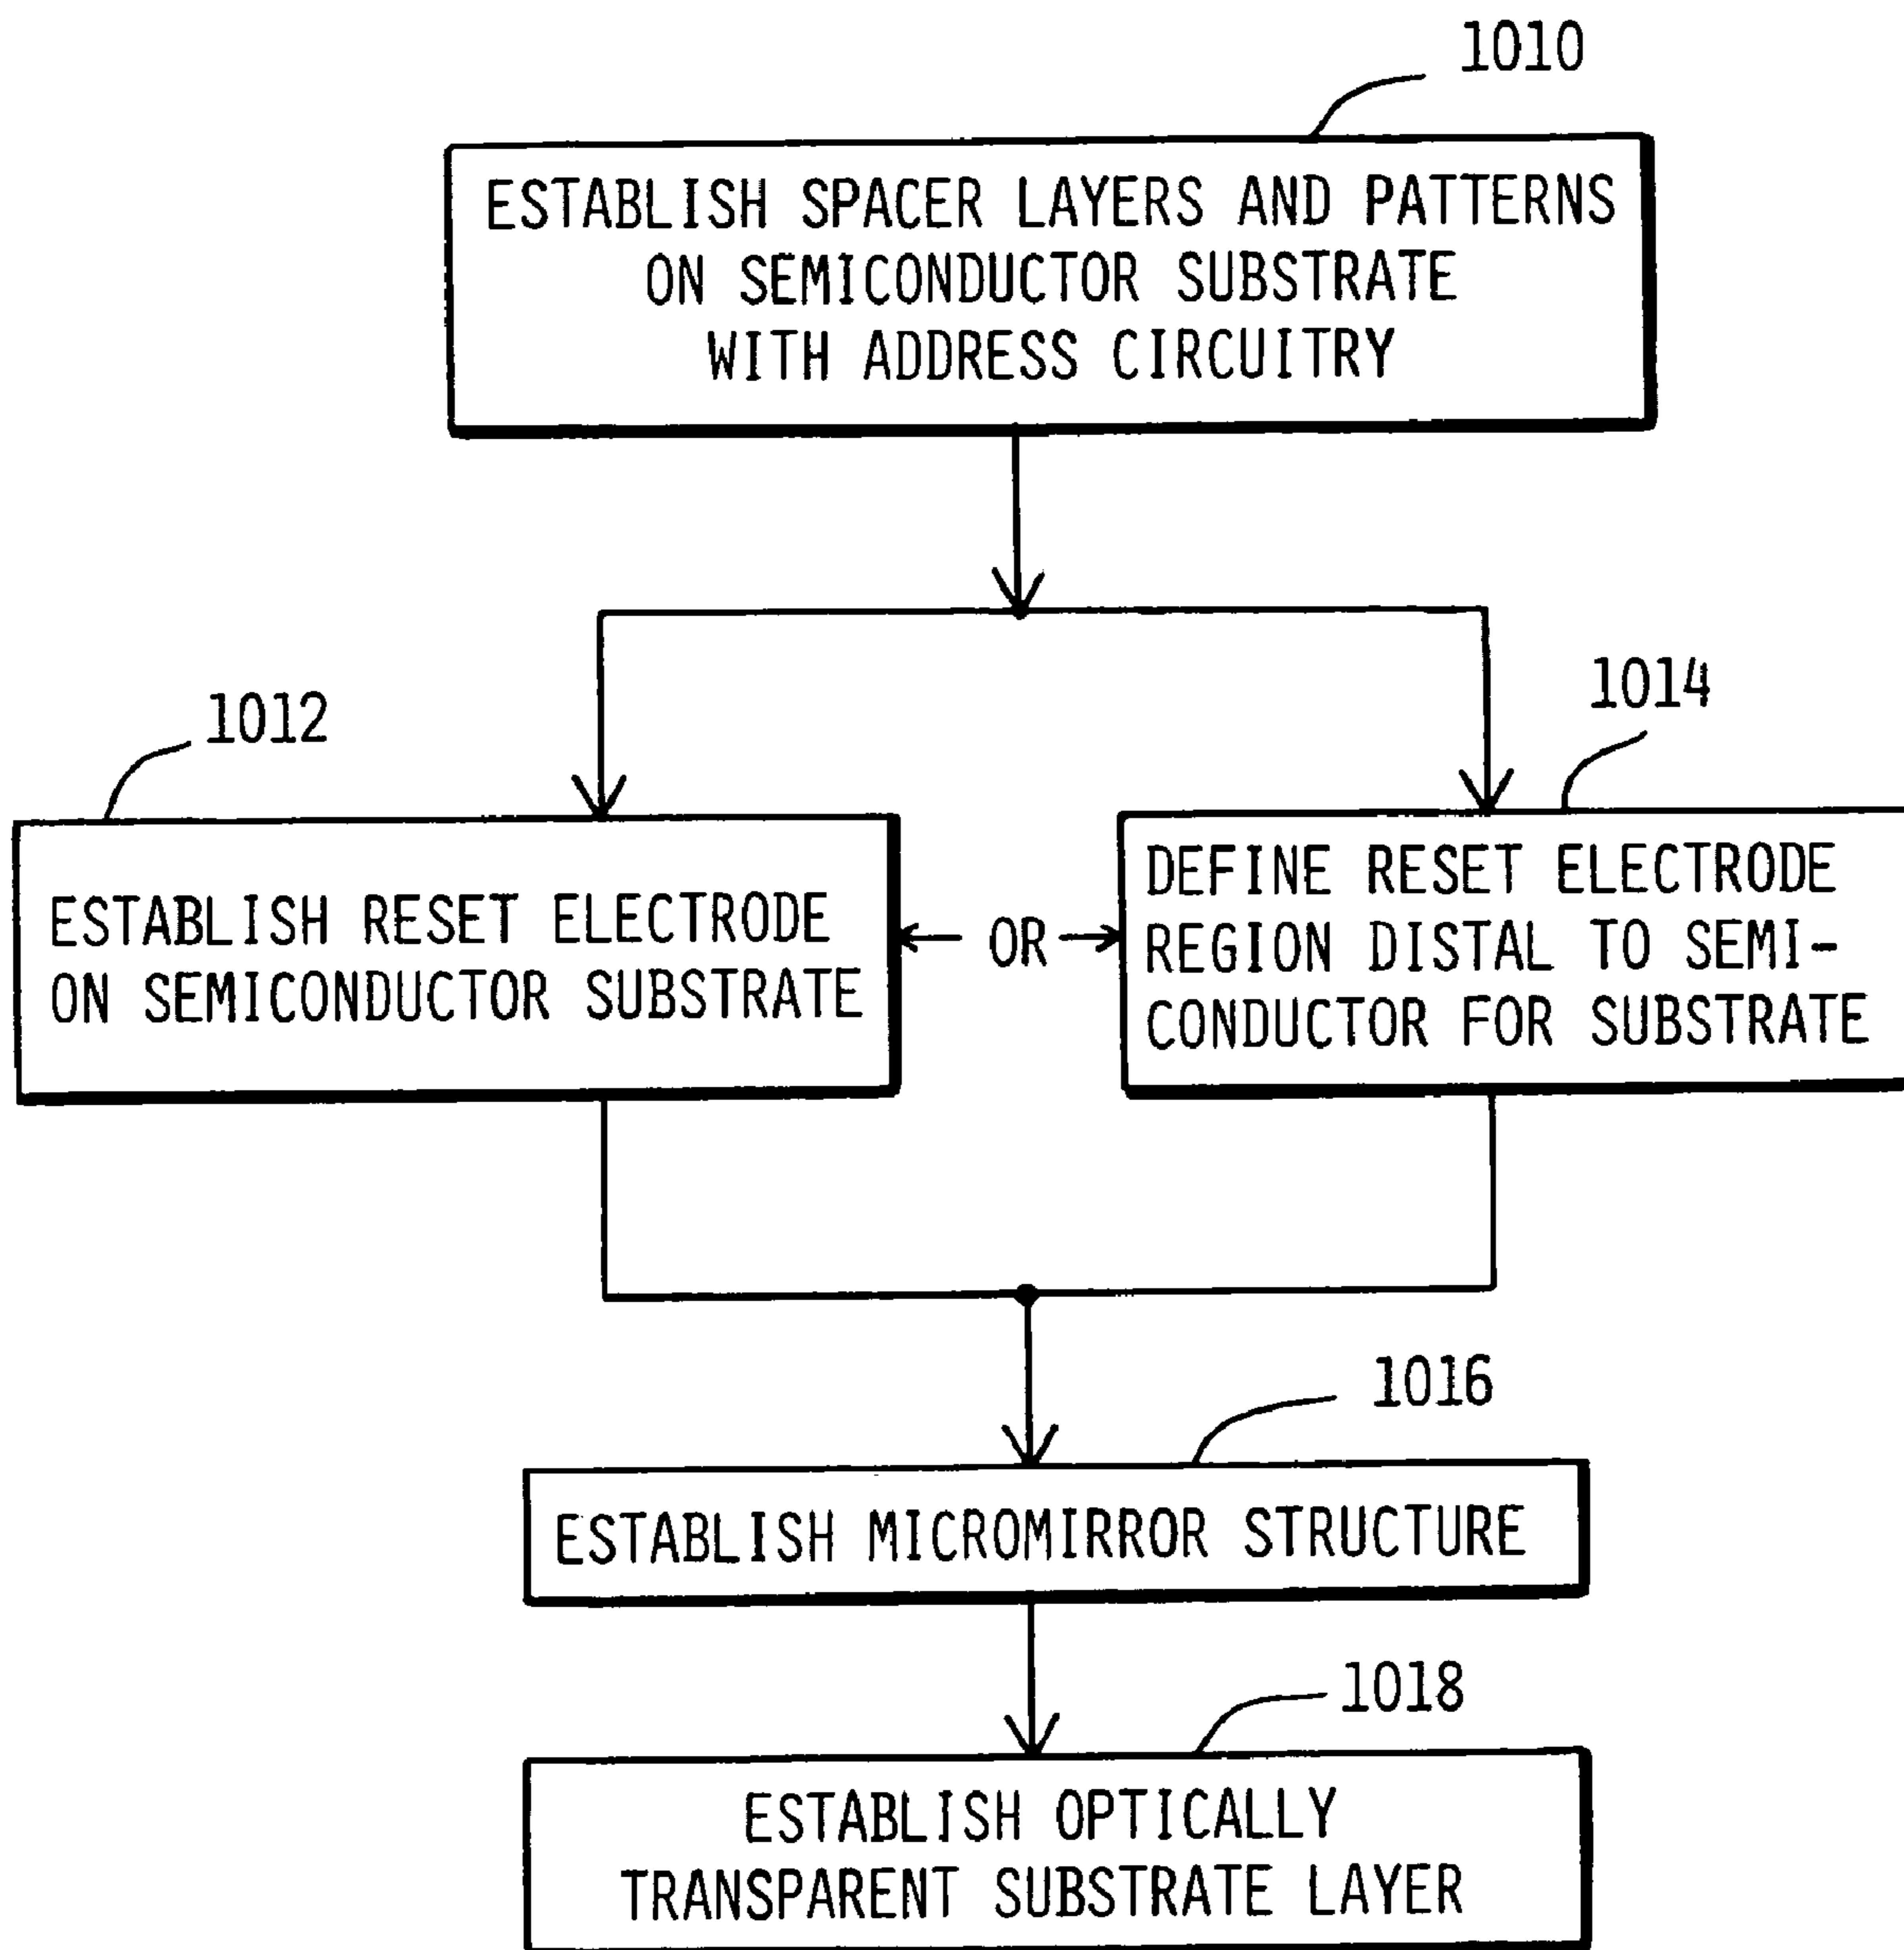 1010
ESTABLISH SPACER LAYERS AND PATTERNS
ON SEMICONDUCTOR SUBSTRATE
WITH ADDRESS CIRCUITRY
1012
ESTABLISH RESET ELECTRODE
ON SEMICONDUCTOR SUBSTRATE
OR
1014
DEFINE RESET ELECTRODE
REGION DISTAL TO SEMI-
CONDUCTOR FOR SUBSTRATE
1016
ESTABLISH MICROMIRROR STRUCTURE
1018
ESTABLISH OPTICALLY
TRANSPARENT SUBSTRATE LAYER